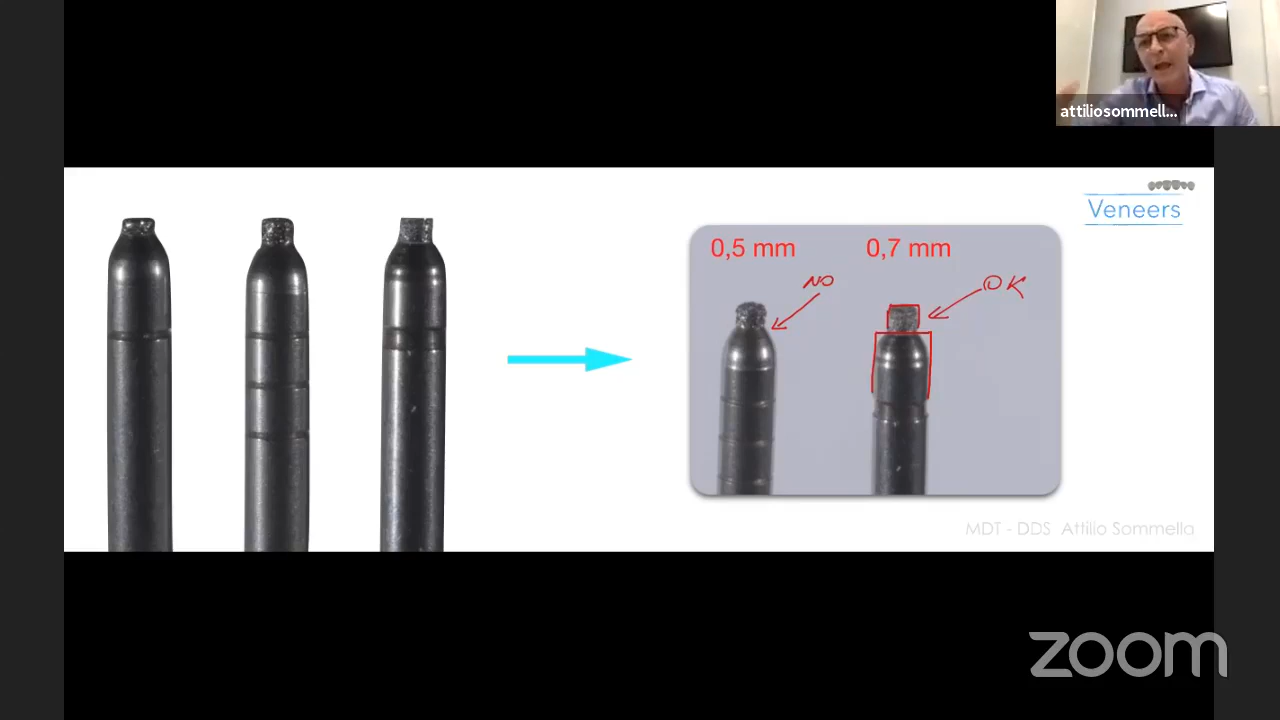 attiliosommell...
Veneers
0,5 mm 0,7 mm
NO OK
MDT - DDS Attilio Sommella
zoom